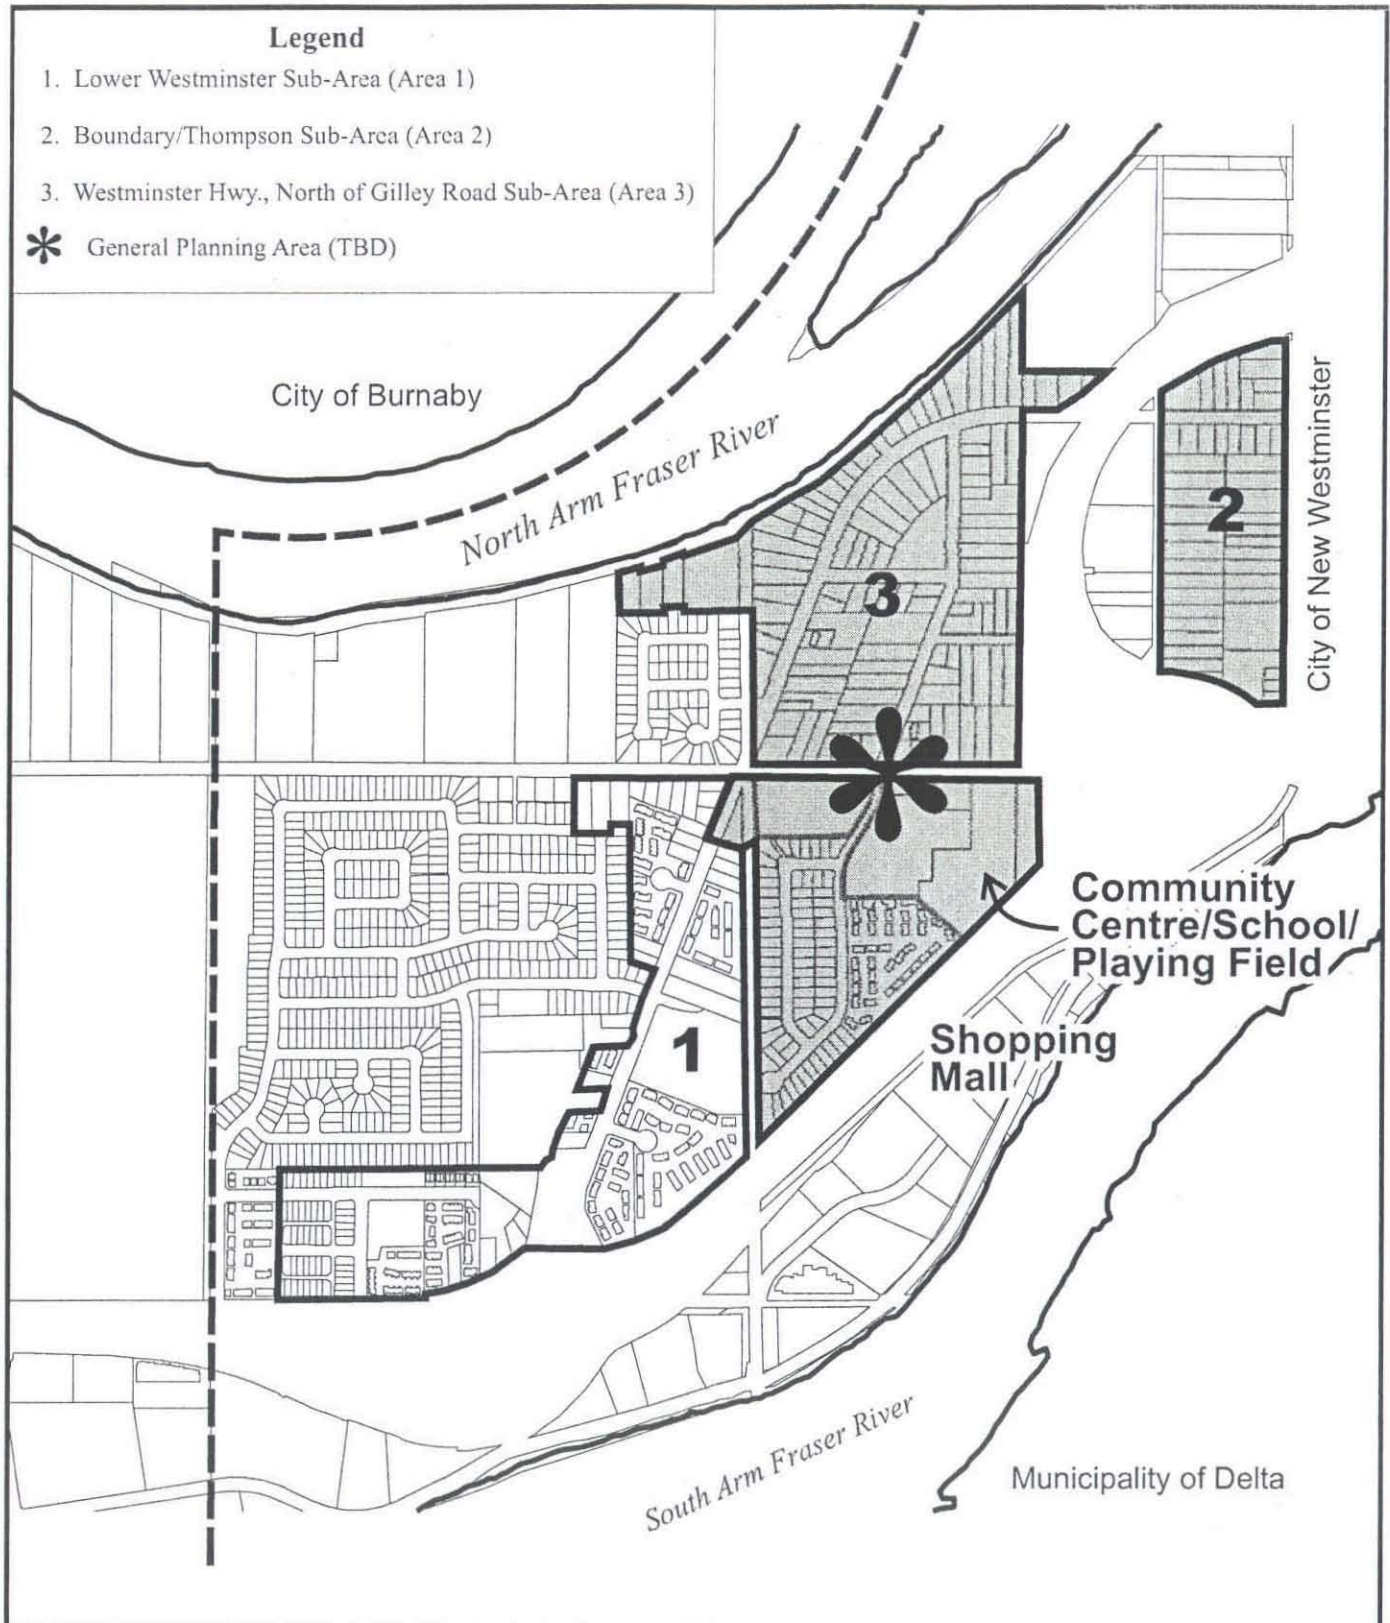 Legend
1. Lower Westminster Sub-Area (Area 1)
2. Boundary/Thompson Sub-Area (Area 2)
3. Westminster Hwy., North of Gilley Road Sub-Area (Area 3)
* General Planning Area (TBD)
City of Burnaby
North Arm Fraser River
City of New Westminster
2
3
Community
Centre/School/
Playing Field
1
Shopping
Mall
South Arm Fraser River
Municipality of Delta